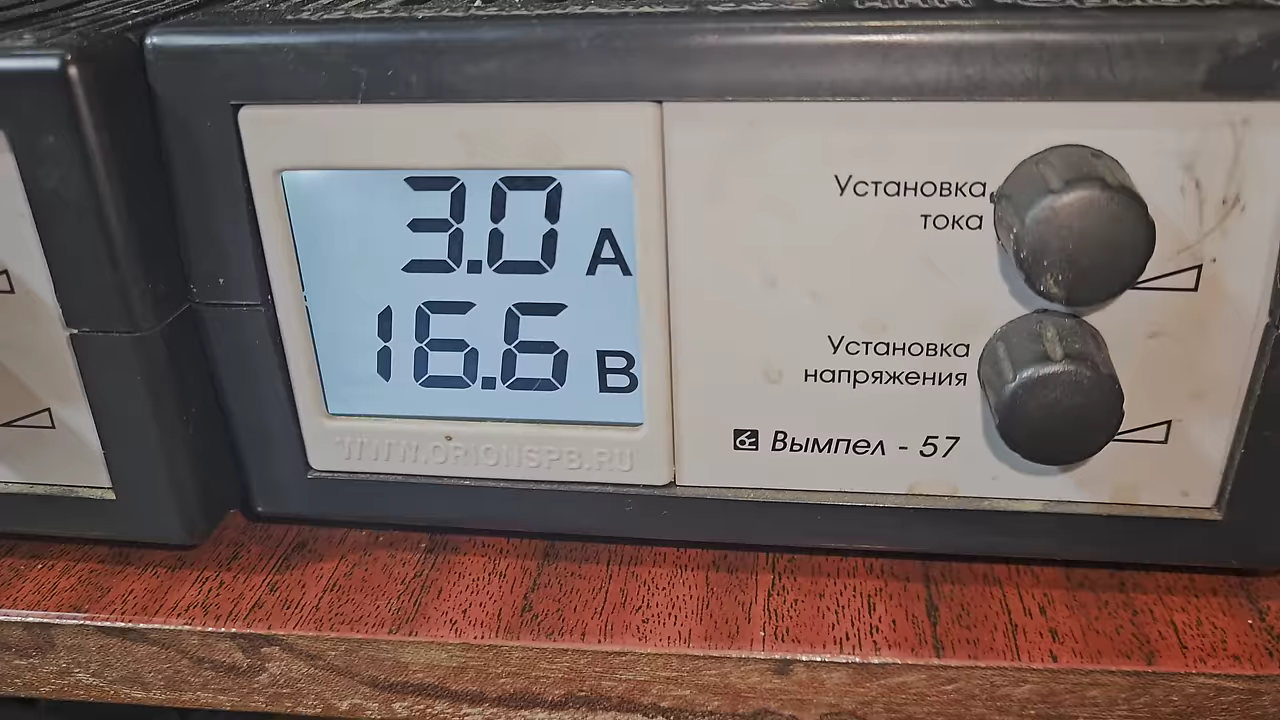 3.0 А
16.6 В
WWW.ORIONSPB.RU
Установка
тока
Установка
напряжения
Вымпел - 57